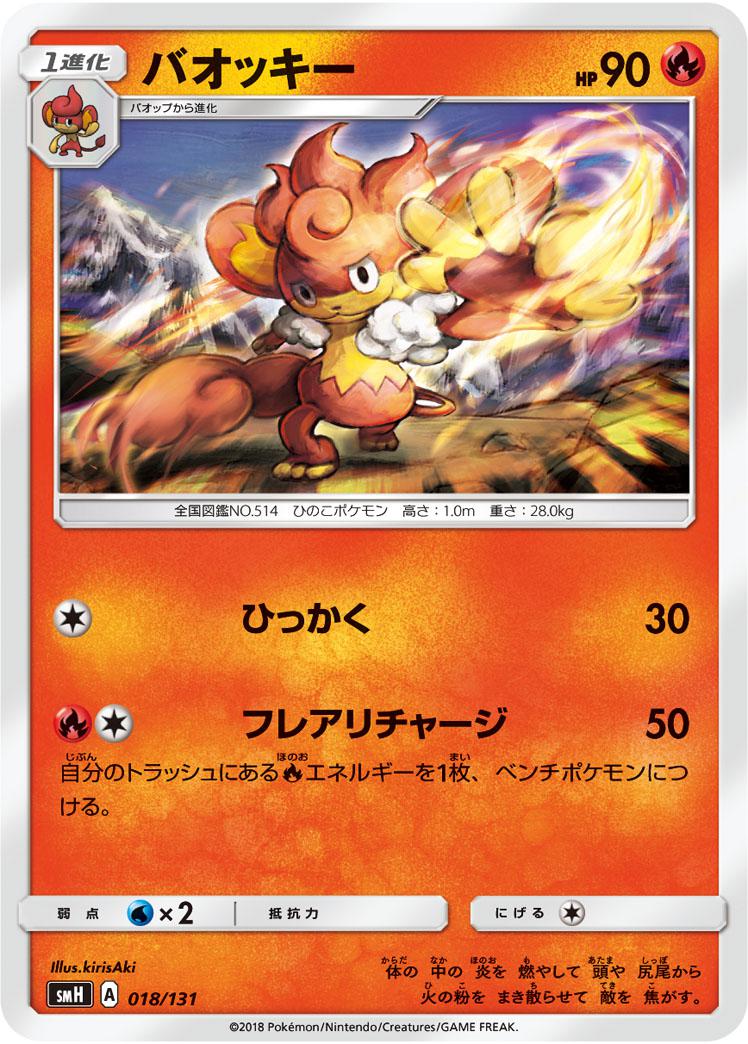 1進化 バオッキー HP90
バオップから進化
全国図鑑NO.514 ひのこポケモン 高さ：1.0m 重さ：28.0kg
ひっかく 30
フレアリチャージ 50
自分のトラッシュにあるエネルギーを1枚、ベンチポケモンにつ
ける。
弱点 ×2 抵抗力 にげる
Illus.kirisAki
体の 中の 炎を 燃やして 頭や 尻尾から
火の粉を まき散らせて 敵を 焦がす。
SMH A 018/131
©2018 Pokémon/Nintendo/Creatures/GAME FREAK.